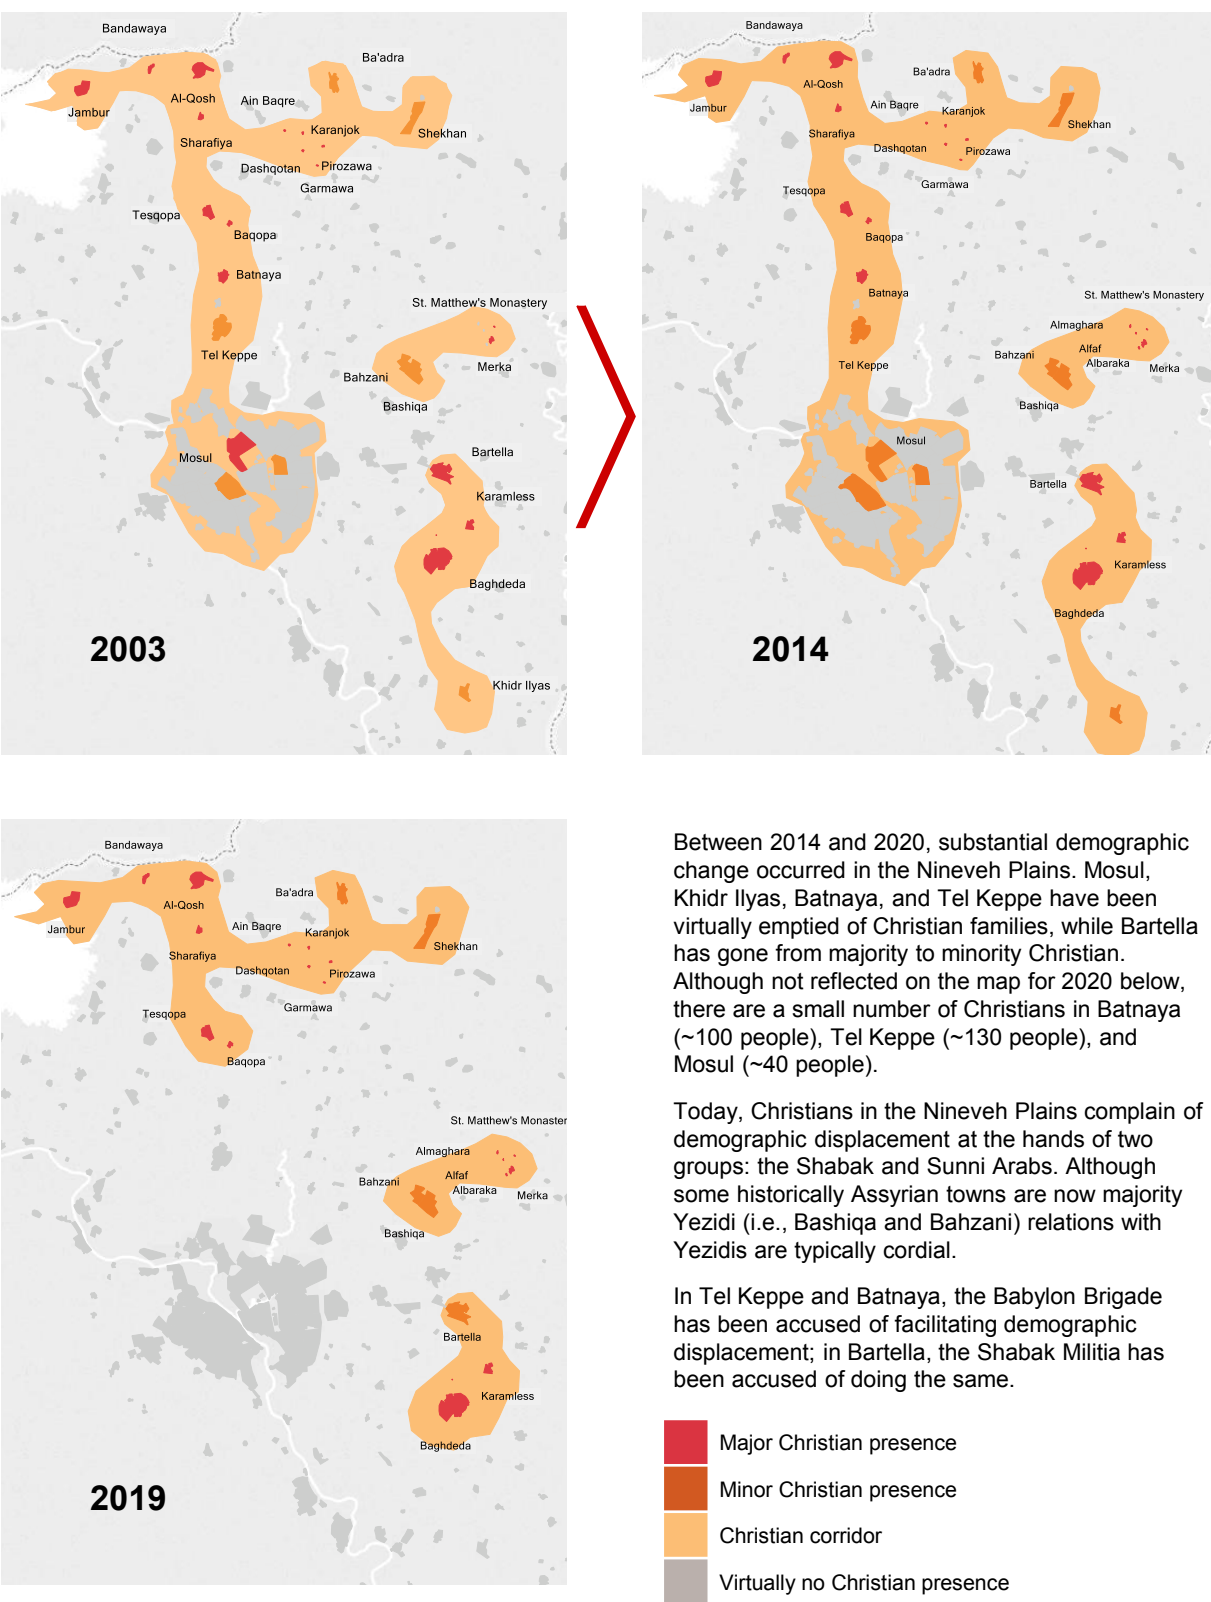 Bandawaya
Ba'adra
Jambur
Al-Qosh
Ain Baqre
Karanjok
Shekhan
Sharafiya
Dashqotan
Pirozawa
Garmawa
Tesqopa
Baqopa
Batnaya
St. Matthew's Monastery
Tel Keppe
Merka
Bahzani
Bashiqa
Mosul
Bartella
Karamless
Baghdeda
2003
Khidr Ilyas
Bandawaya
Ba'adra
Al-Qosh
Jambur
Ain Baqre
Karanjok
Shekhan
Sharafiya
Dashqotan
Pirozawa
Garmawa
Tesqopa
Baqopa
Batnaya
St. Matthew's Monastery
Almaghara
Alfaf
Bahzani
Albaraka
Merka
Tel Keppe
Bashiqa
Mosul
Bartella
Karamless
Baghdeda
2014
Bandawaya
Ba'adra
Al-Qosh
Jambur
Ain Baqre
Karanjok
Shekhan
Sharafiya
Dashqotan
Pirozawa
Garmawa
Tesqopa
Baqopa
St. Matthew's Monaster
Almaghara
Alfaf
Bahzani
Albaraka
Merka
Bashiqa
Bartella
Karamless
Baghdeda
2019
Between 2014 and 2020, substantial demographic
change occurred in the Nineveh Plains. Mosul,
Khidr Ilyas, Batnaya, and Tel Keppe have been
virtually emptied of Christian families, while Bartella
has gone from majority to minority Christian.
Although not reflected on the map for 2020 below,
there are a small number of Christians in Batnaya
(~100 people), Tel Keppe (~130 people), and
Mosul (~40 people).
Today, Christians in the Nineveh Plains complain of
demographic displacement at the hands of two
groups: the Shabak and Sunni Arabs. Although
some historically Assyrian towns are now majority
Yezidi (i.e., Bashiqa and Bahzani) relations with
Yezidis are typically cordial.
In Tel Keppe and Batnaya, the Babylon Brigade
has been accused of facilitating demographic
displacement; in Bartella, the Shabak Militia has
been accused of doing the same.
Major Christian presence
Minor Christian presence
Christian corridor
Virtually no Christian presence